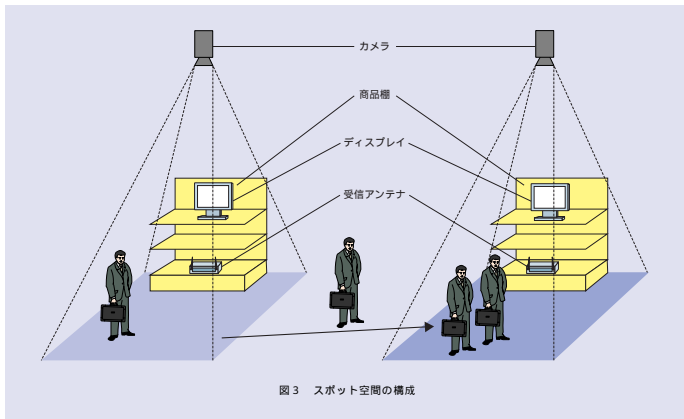 カメラ
商品棚
ディスプレイ
受信アンテナ
図3　スポット空間の構成